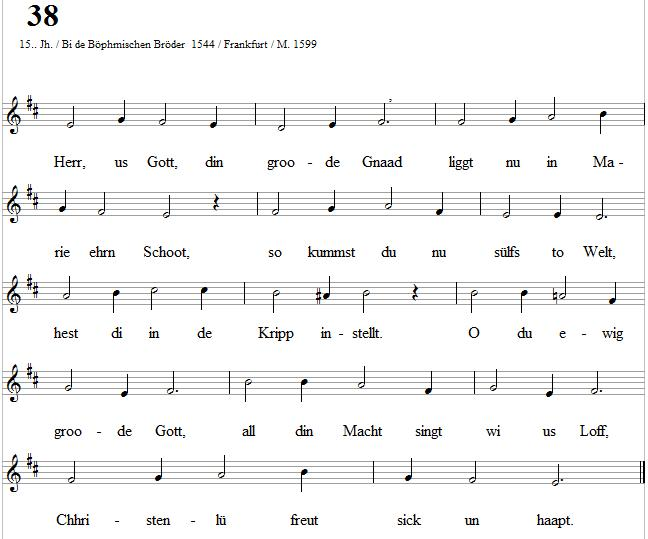 38
15.. Jh. / Bi de Böphmischen Bröder 1544 / Frankfurt / M. 1599
Herr, us Gott, din groo - de Gnaad liggt nu in Ma -
rie ehrn Schoot, so kummst du nu sülfs to Welt,
hest di in de Kripp in - stellt. O du e - wig
groo - de Gott, all din Macht singt wi us Loff,
Chhri - sten - lü freut sick un haapt.